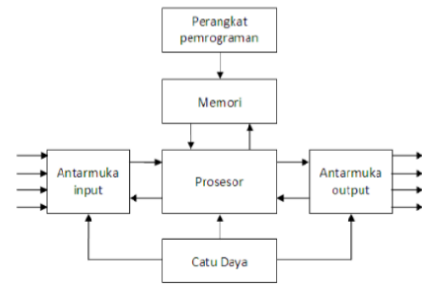 Perangkat
pemrograman
Memori
Antarmuka
input
Prosesor
Antarmuka
output
Catu Daya